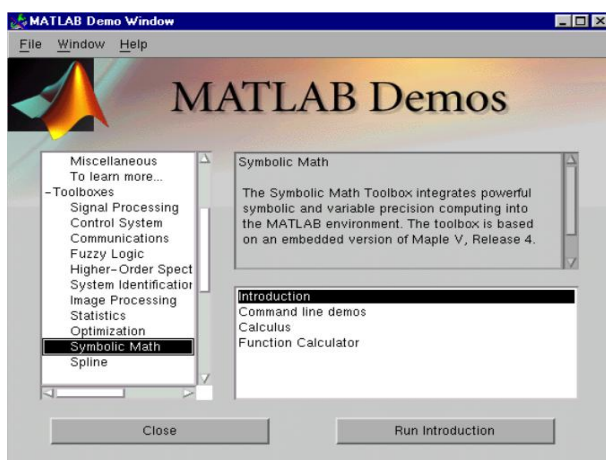 MATLAB Demo Window
File Window Help
MATLAB Demos
Miscellaneous
To learn more...
-Toolboxes
Signal Processing
Control System
Communications
Fuzzy Logic
Higher-Order Spect
System Identification
Image Processing
Statistics
Optimization
Symbolic Math
Spline
Symbolic Math
The Symbolic Math Toolbox integrates powerful
symbolic and variable precision computing into
the MATLAB environment. The toolbox is based
on an embedded version of Maple V, Release 4.
Introduction
Command line demos
Calculus
Function Calculator
Close
Run Introduction